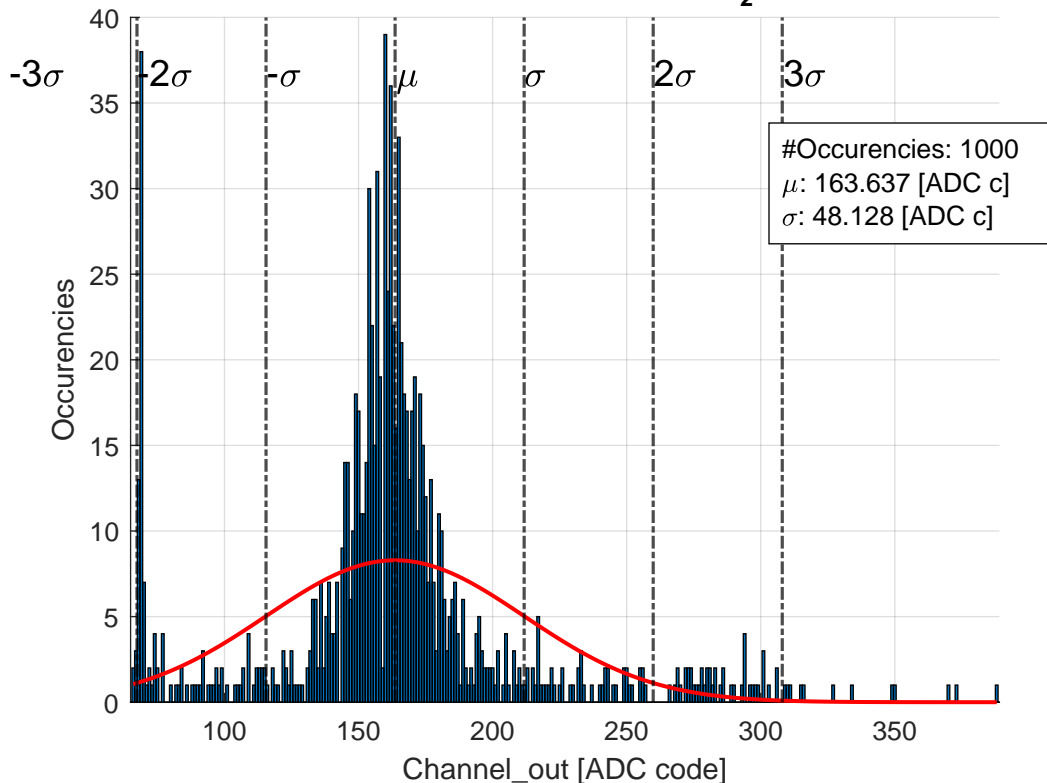 2
-3σ -2σ -σ μ σ 2σ 3σ
#Occurencies: 1000
μ: 163.637 [ADC c]
σ: 48.128 [ADC c]
40
35
30
25
20
15
10
5
0
Occurencies
100 150 200 250 300 350
Channel_out [ADC code]